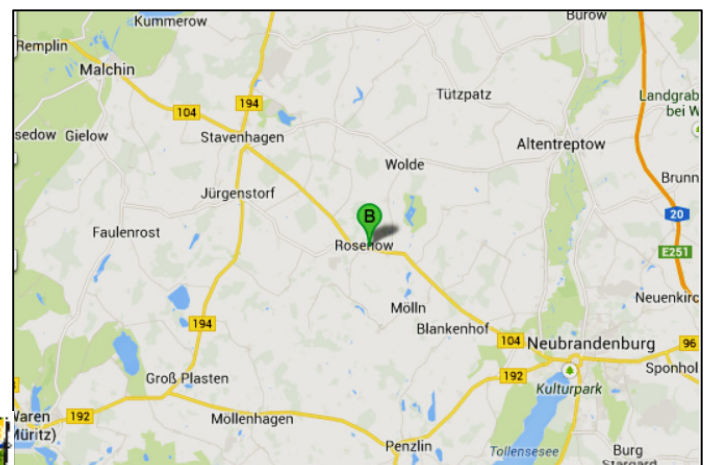 Kummerow
Burow
Remplin
Malchin
194
104
Tützpatz
Landgrab
bei W
sedow Gielow
Stavenhagen
Altentreptow
Wolde
Brunn
Jürgenstorf
20
B
Faulenrost
Rosenow
E251
Neuenkirc
Mölln
194
Blankenhof
104
Neubrandenburg
96
Groß Plasten
192
Sponhol
Kulturpark
Waren
192
Müritz)
Möllenhagen
Penzlin
Tollensesee
Burg
Stargard